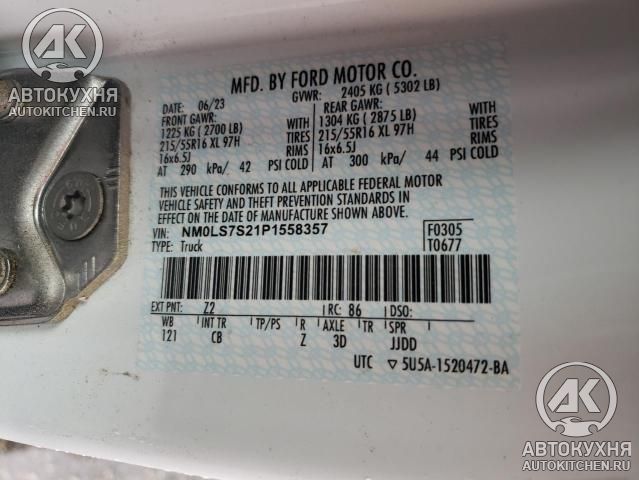 АК
АВТОКУХНЯ
AUTOKITCHEN.RU
MFD. BY FORD MOTOR CO.
DATE: 06/23 GVWR: 2405 KG ( 5302 LB)
FRONT GAWR: REAR GAWR:
1225 KG ( 2700 LB) WITH 1304 KG ( 2875 LB) WITH
215/55R16 XL 97H TIRES 215/55R16 XL 97H TIRES
16x6.5J RIMS 16x6.5J RIMS
AT 290 kPa/ 42 PSI COLD AT 300 kPa/ 44 PSI COLD
THIS VEHICLE CONFORMS TO ALL APPLICABLE FEDERAL MOTOR
VEHICLE SAFETY AND THEFT PREVENTION STANDARDS IN
EFFECT ON THE DATE OF MANUFACTURE SHOWN ABOVE.
VIN: NM0LS7S21P1558357 F0305
TYPE: Truck T0677
EXT PNT: Z2 RC: 86 DSO:
WB INT TR TP/PS R AXLE TR SPR
121 CB Z 3D JJDD
UTC 5U5A-1520472-BA
АК
АВТОКУХНЯ
AUTOKITCHEN.RU